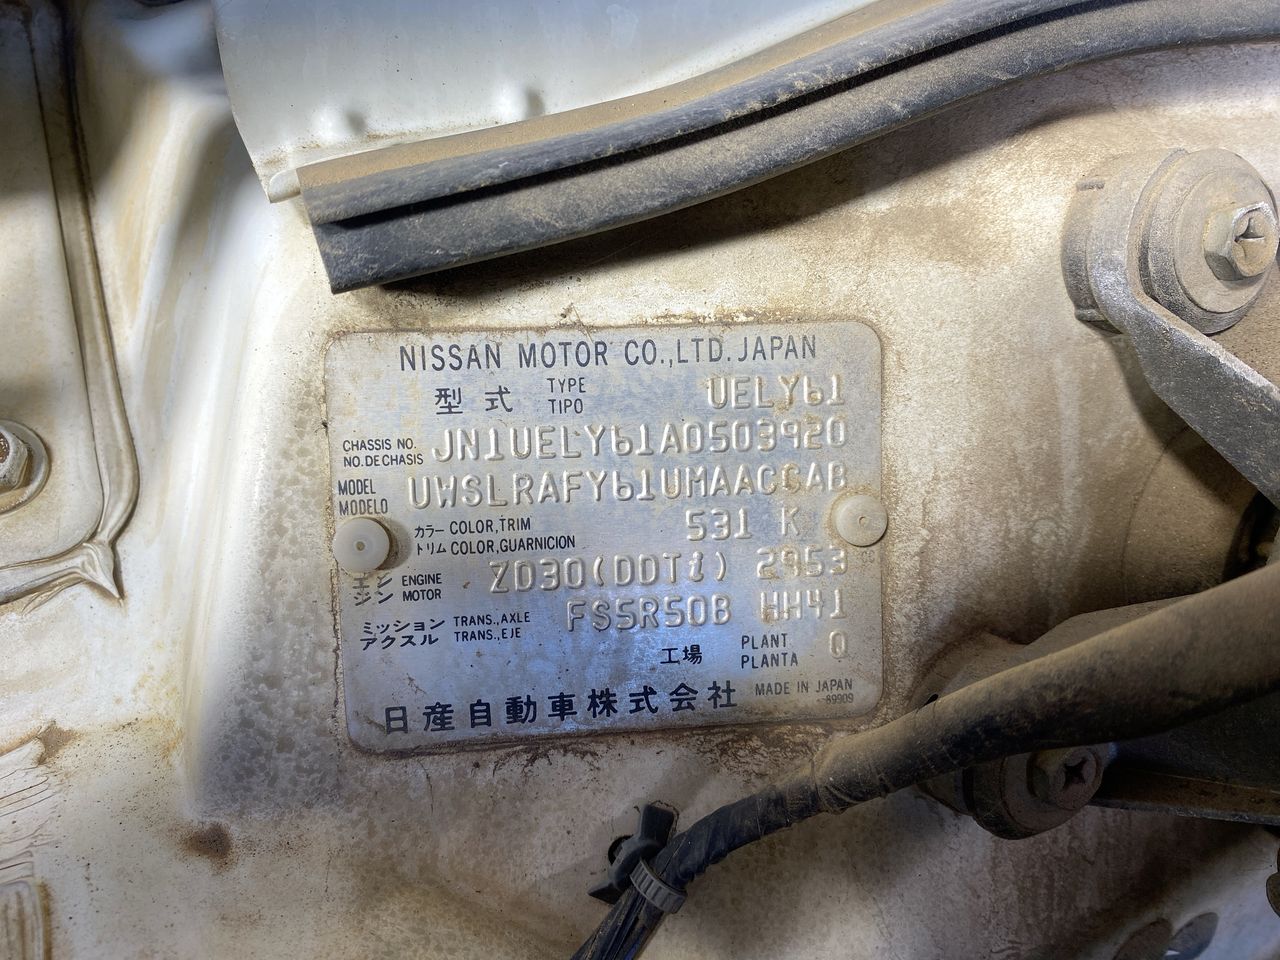 NISSAN MOTOR CO.,LTD. JAPAN
型式 TYPE TIPO UELY61
CHASSIS NO. NO. DE CHASIS JN1UELY61A0503920
MODEL MODELO UWSLRAFY61UMAACCAB
カラー COLOR, TRIM 531 K
トリム COLOR, GUARNICION
エンジン ENGINE MOTOR ZD30(DDTi) 2953
ミッション TRANS., AXLE FS5R50B HH41
アクスル TRANS., EJE
工場 PLANT PLANTA 0
日産自動車株式会社 MADE IN JAPAN
89909